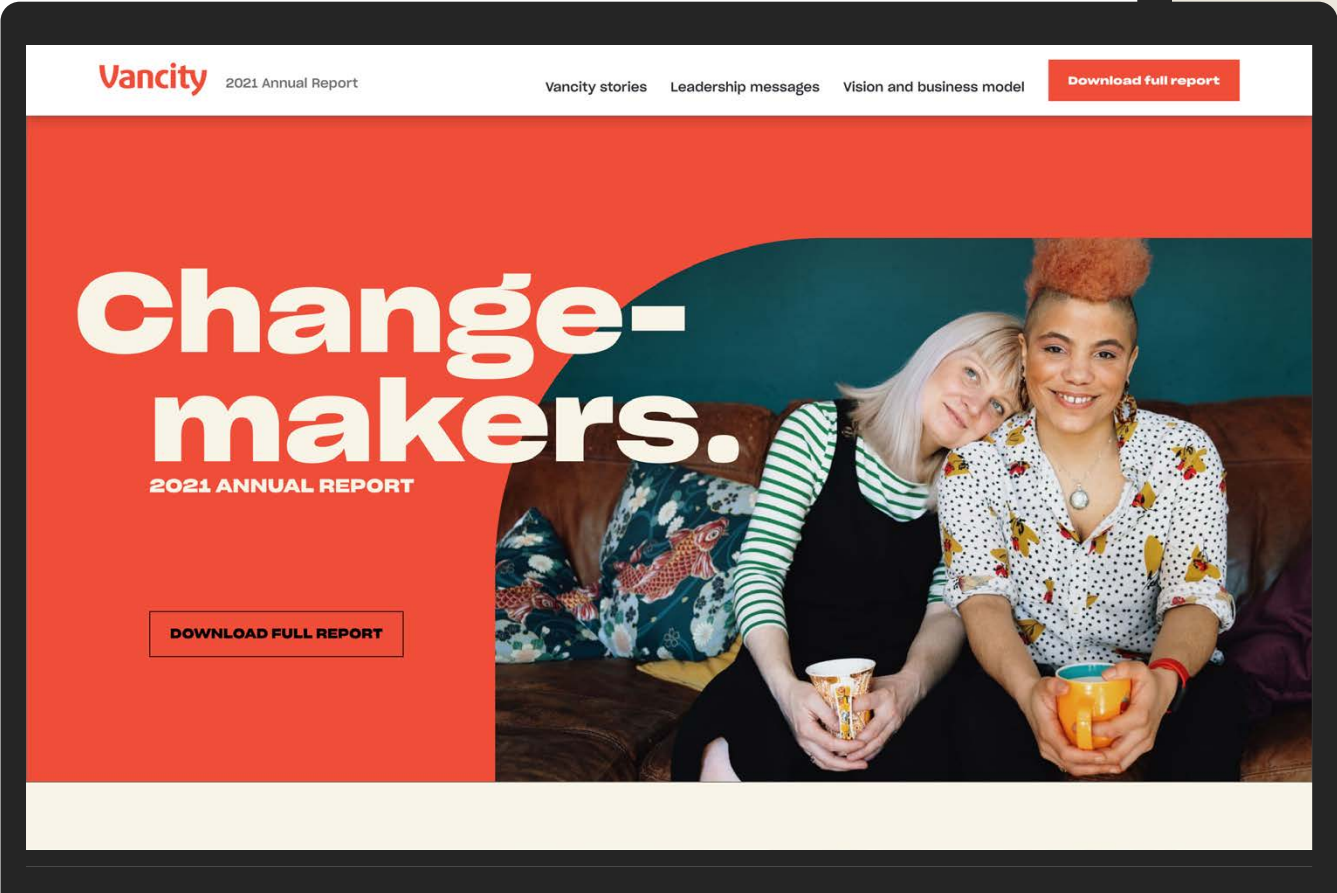 Vancity
2021 Annual Report
Vancity stories
Leadership messages
Vision and business model
Download full report
Change-
makers.
2021 ANNUAL REPORT
DOWNLOAD FULL REPORT